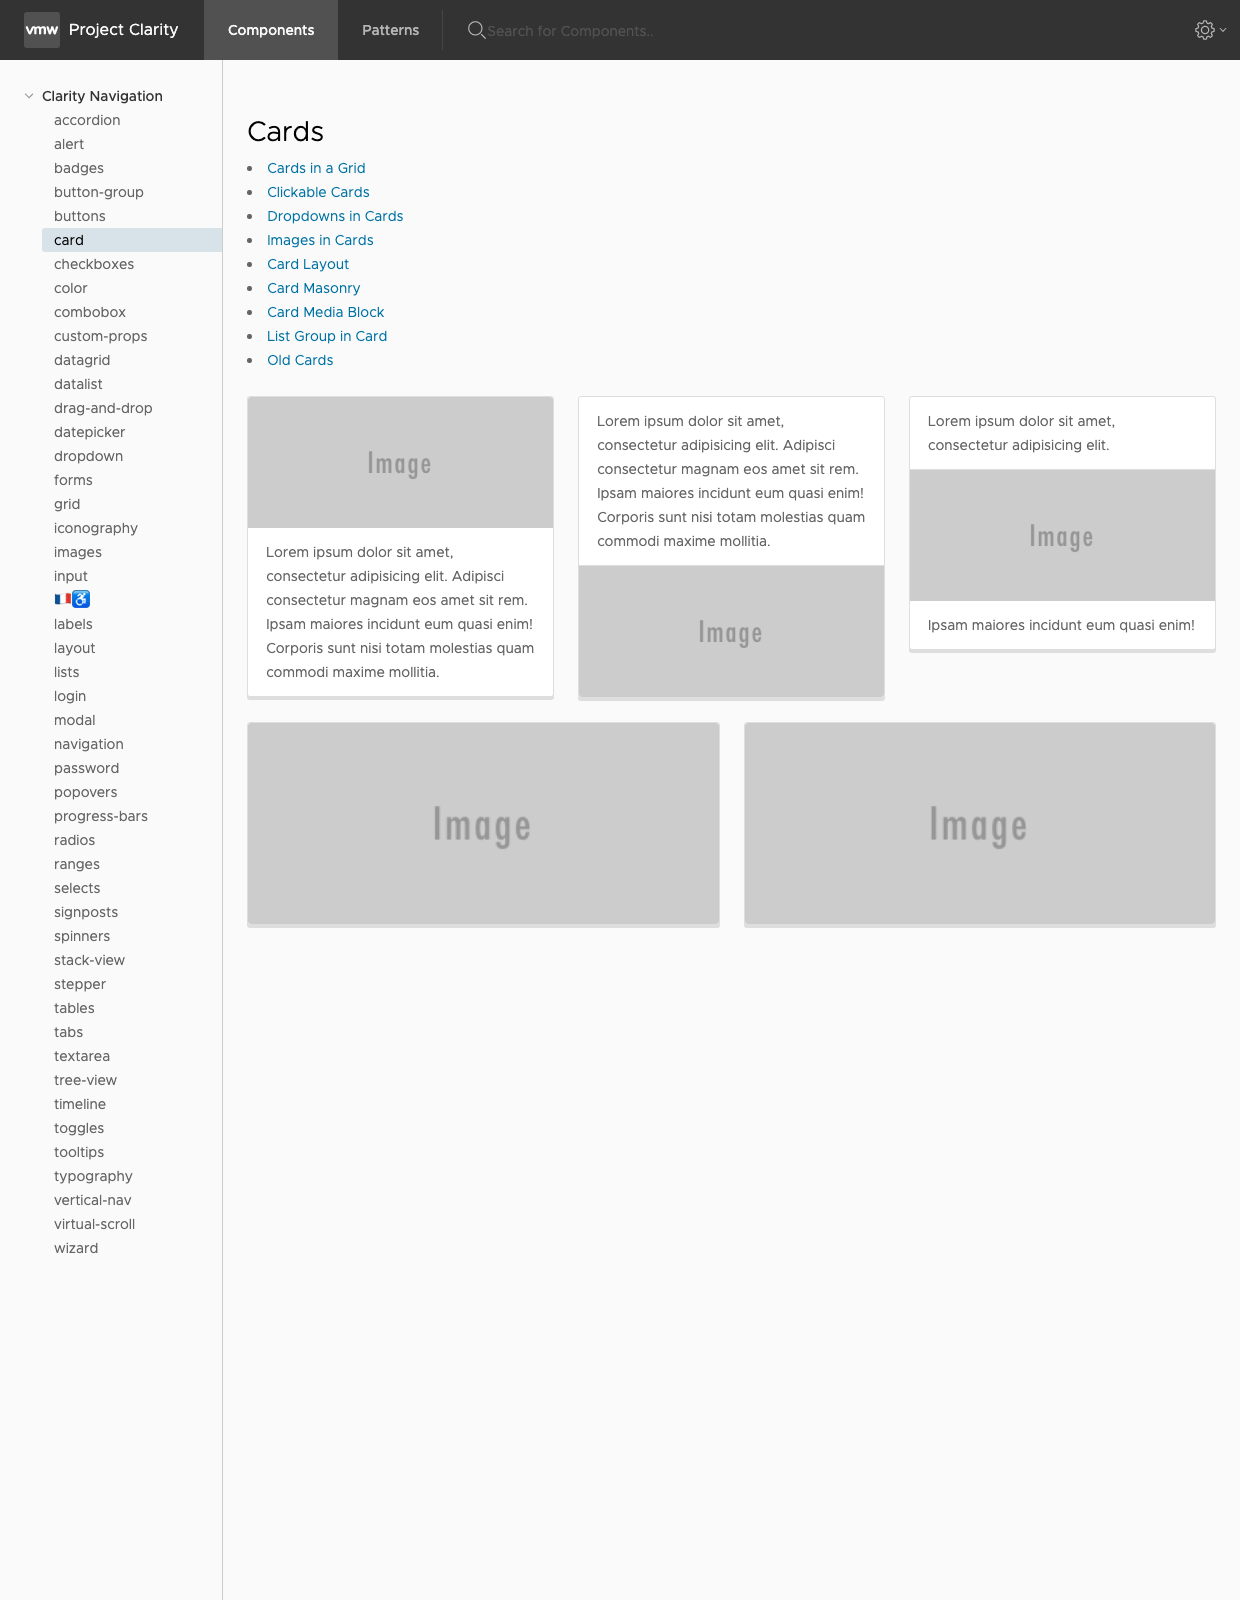 vmw Project Clarity Components Patterns Search for Components..
Clarity Navigation
accordion
alert
badges
button-group
buttons
card
checkboxes
color
combobox
custom-props
datagrid
datalist
drag-and-drop
datepicker
dropdown
forms
grid
iconography
images
input
🇫🇷♿
labels
layout
lists
login
modal
navigation
password
popovers
progress-bars
radios
ranges
selects
signposts
spinners
stack-view
stepper
tables
tabs
textarea
tree-view
timeline
toggles
tooltips
typography
vertical-nav
virtual-scroll
wizard
Cards
Cards in a Grid
Clickable Cards
Dropdowns in Cards
Images in Cards
Card Layout
Card Masonry
Card Media Block
List Group in Card
Old Cards
Image
Lorem ipsum dolor sit amet,
consectetur adipisicing elit. Adipisci
consectetur magnam eos amet sit rem.
Ipsam maiores incidunt eum quasi enim!
Corporis sunt nisi totam molestias quam
commodi maxime mollitia.
Lorem ipsum dolor sit amet,
consectetur adipisicing elit. Adipisci
consectetur magnam eos amet sit rem.
Ipsam maiores incidunt eum quasi enim!
Corporis sunt nisi totam molestias quam
commodi maxime mollitia.
Image
Lorem ipsum dolor sit amet,
consectetur adipisicing elit.
Image
Ipsam maiores incidunt eum quasi enim!
Image
Image